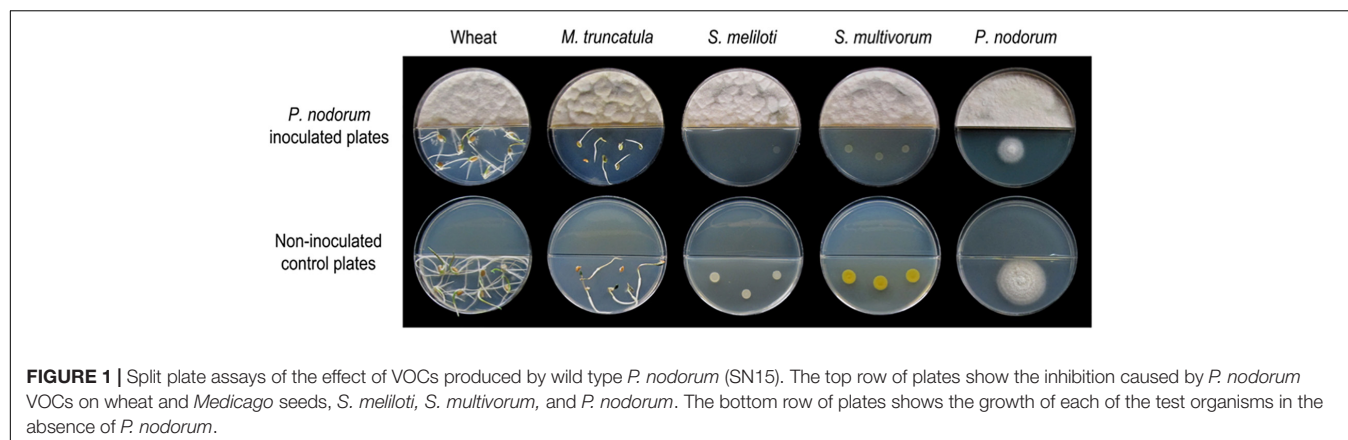 Wheat M. truncatula S. meliloti S. multivorum P. nodorum
P. nodorum
inoculated plates
Non-inoculated
control plates
FIGURE 1 | Split plate assays of the effect of VOCs produced by wild type P. nodorum (SN15). The top row of plates show the inhibition caused by P. nodorum
VOCs on wheat and Medicago seeds, S. meliloti, S. multivorum, and P. nodorum. The bottom row of plates shows the growth of each of the test organisms in the
absence of P. nodorum.